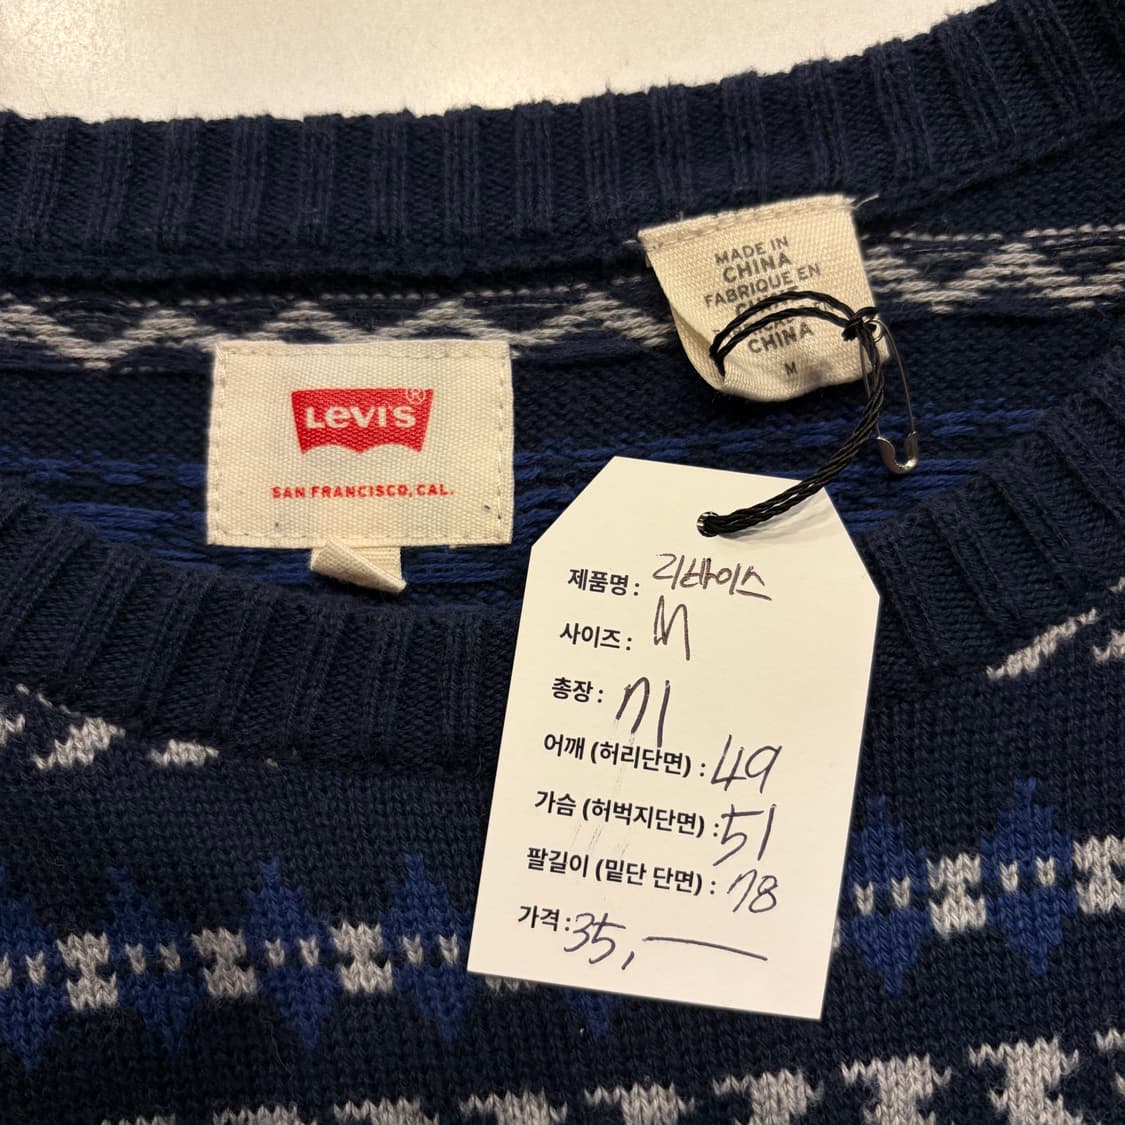 LEVI'S®
SAN FRANCISCO, CAL.
MADE IN
CHINA
FABRIQUE EN
CHINA
M
제품명 : 리바이스
사이즈 : M
총장 : 71
어깨 (허리단면) : 49
가슴 (허벅지단면) : 51
팔길이 (밑단 단면) : 78
가격 : 35,—